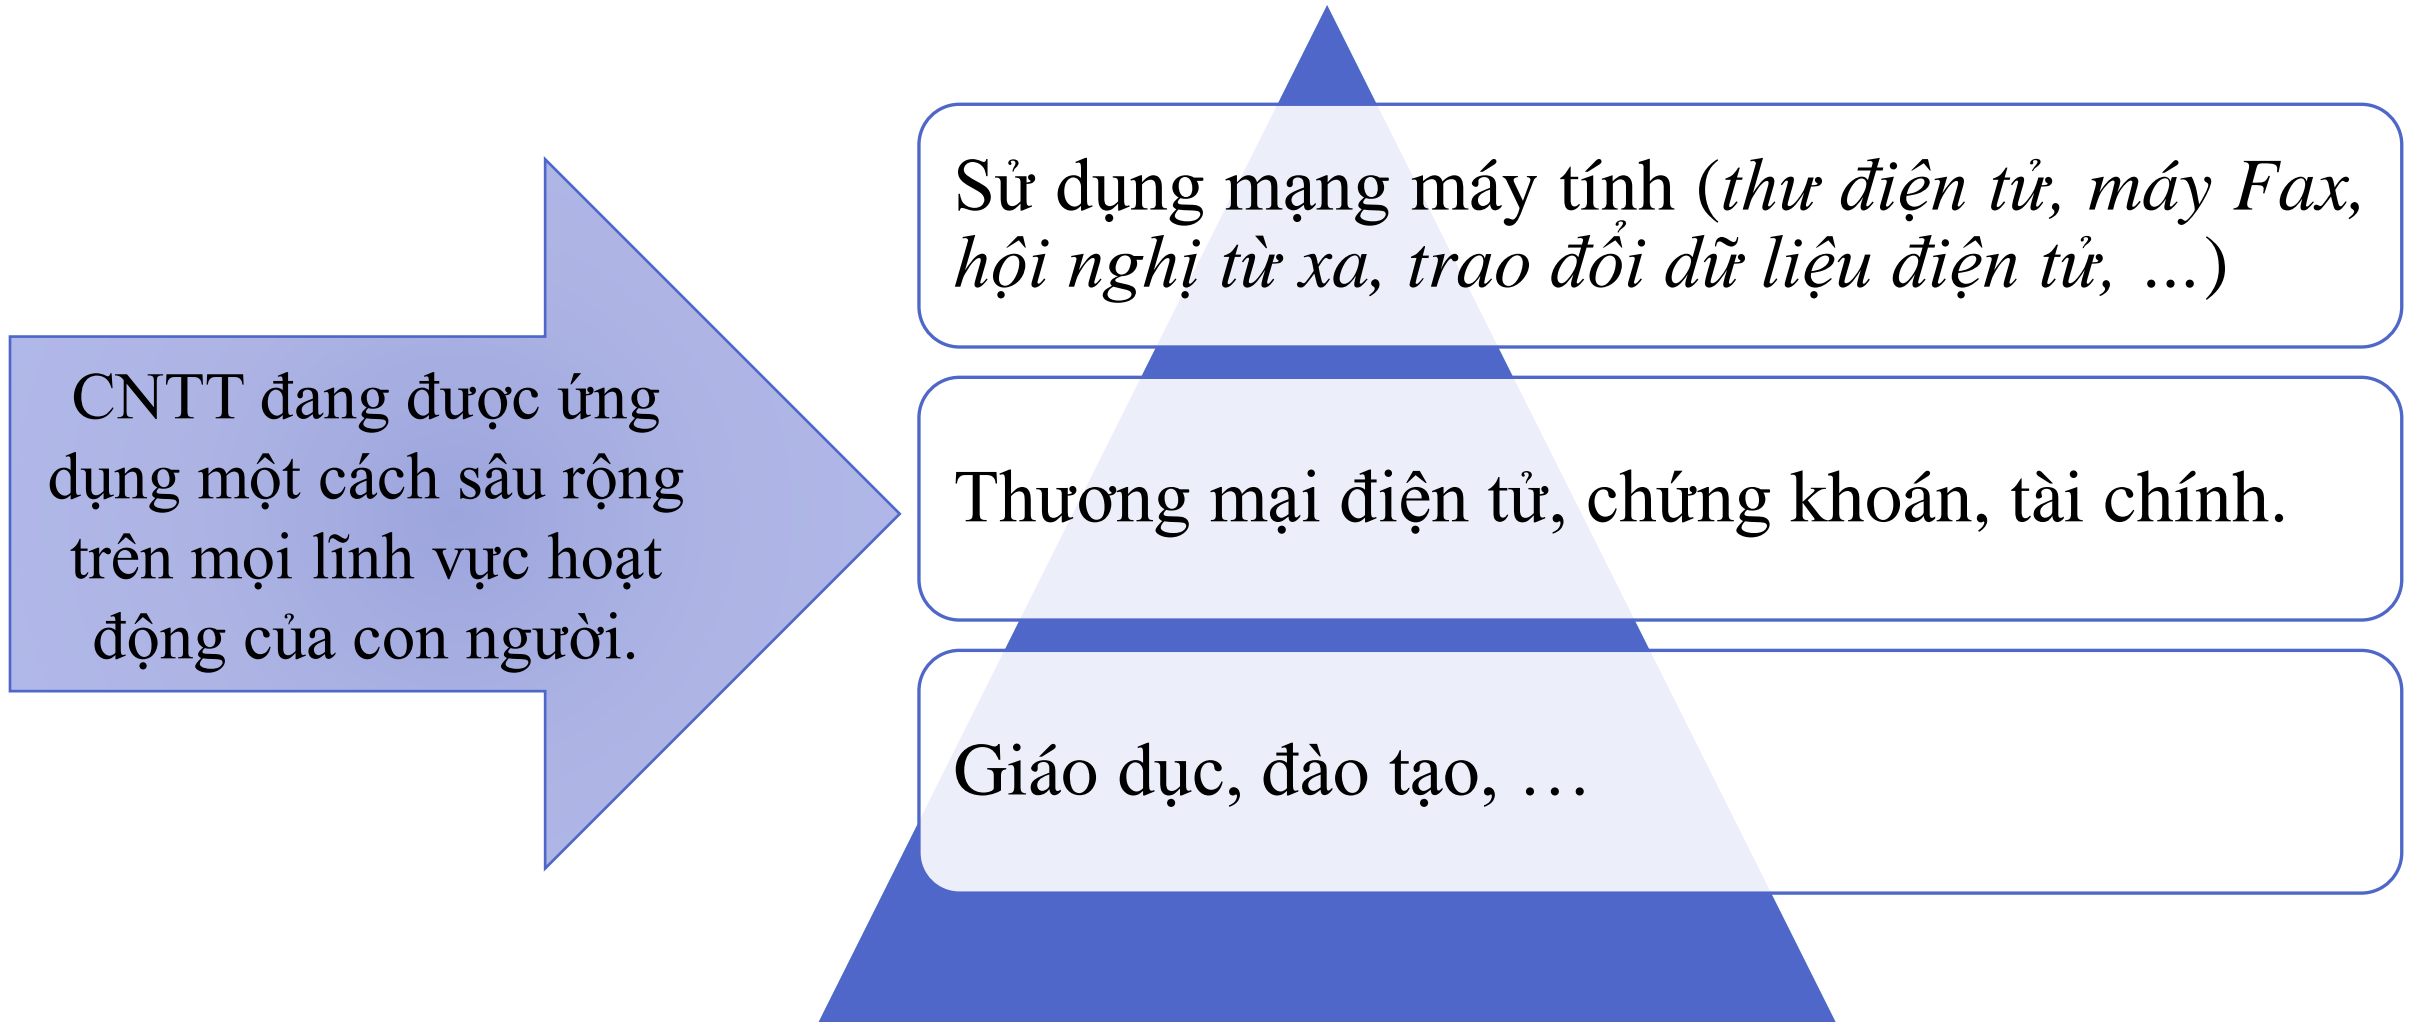 CNTT đang được ứng
dụng một cách sâu rộng
trên mọi lĩnh vực hoạt
động của con người.
Sử dụng mạng máy tính (thư điện tử, máy Fax,
hội nghị từ xa, trao đổi dữ liệu điện tử, …)
Thương mại điện tử, chứng khoán, tài chính.
Giáo dục, đào tạo, …